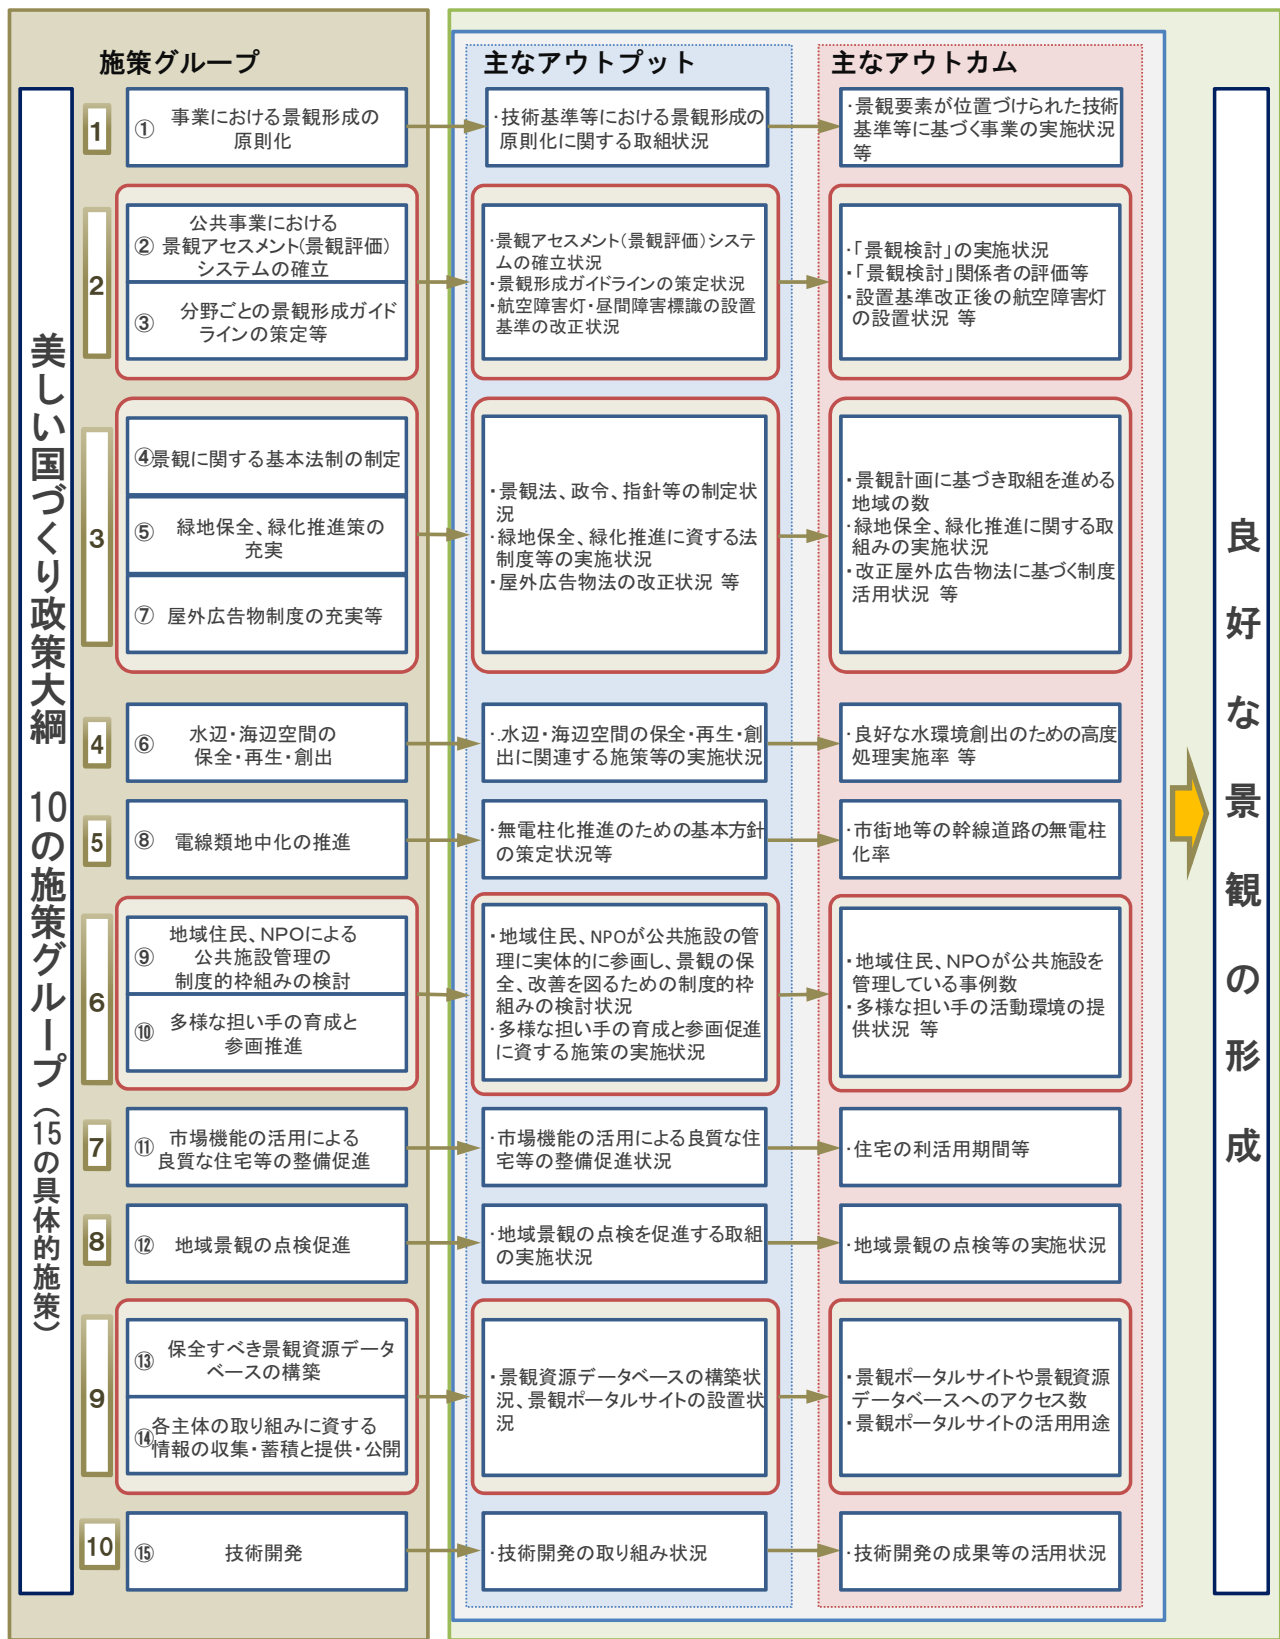 施策グループ
主なアウトプット
主なアウトカム
美しい国づくり政策大綱　10の施策グループ（15の具体的施策）
1
① 事業における景観形成の
原則化
・技術基準等における景観形成の
原則化に関する取組状況
・景観要素が位置づけられた技術
基準等に基づく事業の実施状況
等
2
公共事業における
② 景観アセスメント(景観評価)
システムの確立
③ 分野ごとの景観形成ガイド
ラインの策定等
・景観アセスメント(景観評価)システ
ムの確立状況
・景観形成ガイドラインの策定状況
・航空障害灯・昼間障害標識の設置
基準の改正状況
・「景観検討」の実施状況
・「景観検討」関係者の評価等
・設置基準改正後の航空障害灯
の設置状況 等
3
④景観に関する基本法制の制定
⑤ 緑地保全、緑化推進策の
充実
⑦ 屋外広告物制度の充実等
・景観法、政令、指針等の制定状
況
・緑地保全、緑化推進に資する法
制度等の実施状況
・屋外広告物法の改正状況 等
・景観計画に基づき取組を進める
地域の数
・緑地保全、緑化推進に関する取
組みの実施状況
・改正屋外広告物法に基づく制度
活用状況 等
4
⑥ 水辺・海辺空間の
保全・再生・創出
・水辺・海辺空間の保全・再生・創
出に関連する施策等の実施状況
・良好な水環境創出のための高度
処理実施率 等
5
⑧ 電線類地中化の推進
・無電柱化推進のための基本方針
の策定状況等
・市街地等の幹線道路の無電柱
化率
6
⑨ 地域住民、NPOによる
公共施設管理の
制度的枠組みの検討
⑩ 多様な担い手の育成と
参画推進
・地域住民、NPOが公共施設の管
理に実体的に参画し、景観の保
全、改善を図るための制度的枠
組みの検討状況
・多様な担い手の育成と参画促進
に資する施策の実施状況
・地域住民、NPOが公共施設を
管理している事例数
・多様な担い手の活動環境の提
供状況 等
7
⑪ 市場機能の活用による
良質な住宅等の整備促進
・市場機能の活用による良質な住
宅等の整備促進状況
・住宅の利活用期間等
8
⑫ 地域景観の点検促進
・地域景観の点検を促進する取組
の実施状況
・地域景観の点検等の実施状況
9
⑬ 保全すべき景観資源データ
ベースの構築
⑭ 各主体の取り組みに資する
情報の収集・蓄積と提供・公開
・景観資源データベースの構築状
況、景観ポータルサイトの設置状
況
・景観ポータルサイトや景観資源
データベースへのアクセス数
・景観ポータルサイトの活用用途
10
⑮ 技術開発
・技術開発の取り組み状況
・技術開発の成果等の活用状況
良好な景観の形成